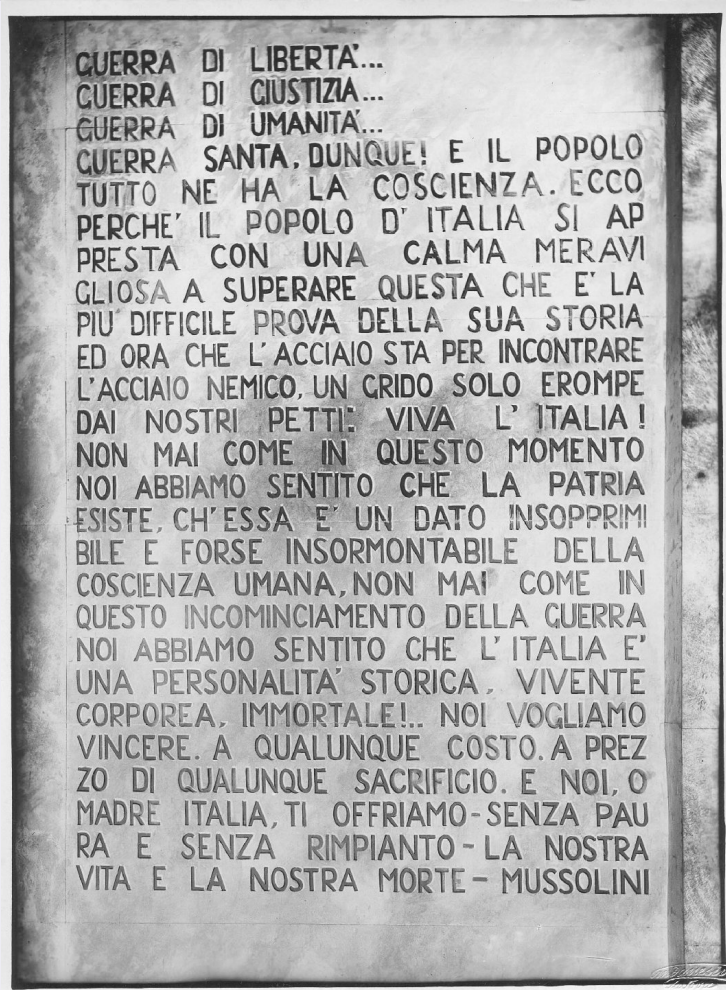 GUERRA DI LIBERTA'...
GUERRA DI GIUSTIZIA...
GUERRA DI UMANITA'...
GUERRA SANTA, DUNQUE! E IL POPOLO
TUTTO NE HA LA COSCIENZA. ECCO
PERCHE' IL POPOLO D' ITALIA SI AP
PRESTA CON UNA CALMA MERAVI
GLIOSA A SUPERARE QUESTA CHE E' LA
PIU' DIFFICILE PROVA DELLA SUA STORIA
ED ORA CHE L'ACCIAIO STA PER INCONTRARE
L'ACCIAIO NEMICO, UN GRIDO SOLO EROMPE
DAI NOSTRI PETTI: VIVA L' ITALIA!
NON MAI COME IN QUESTO MOMENTO
NOI ABBIAMO SENTITO CHE LA PATRIA
ESISTE, CH'ESSA E' UN DATO INSOPPRIMI
BILE E FORSE INSORMONTABILE DELLA
COSCIENZA UMANA, NON MAI COME IN
QUESTO INCOMINCIAMENTO DELLA GUERRA
NOI ABBIAMO SENTITO CHE L' ITALIA E'
UNA PERSONALITA' STORICA, VIVENTE
CORPOREA, IMMORTALE!.. NOI VOGLIAMO
VINCERE. A QUALUNQUE COSTO. A PREZ
ZO DI QUALUNQUE SACRIFICIO. E NOI, O
MADRE ITALIA, TI OFFRIAMO-SENZA PAU
RA E SENZA RIMPIANTO-LA NOSTRA
VITA E LA NOSTRA MORTE- MUSSOLINI